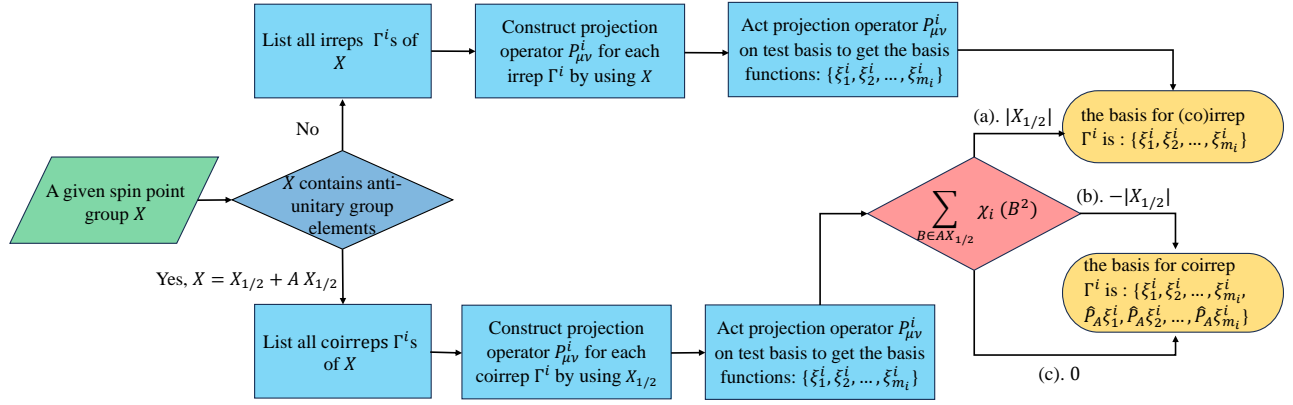 List all irreps Γ^i s of
X
Construct projection
operator P^i_{μν} for each
irrep Γ^i by using X
Act projection operator P^i_{μν}
on test basis to get the basis
functions: {ξ^i_1, ξ^i_2, …, ξ^i_{m_i}}
No
(a). |X_{1/2}|
the basis for (co)irrep
Γ^i is : {ξ^i_1, ξ^i_2, …, ξ^i_{m_i}}
A given spin point
group X
X contains anti-
unitary group
elements
∑_{B∈AX_{1/2}} χ_i (B^2)
(b). −|X_{1/2}|
Yes, X = X_{1/2} + A X_{1/2}
the basis for coirrep
Γ^i is : {ξ^i_1, ξ^i_2, …, ξ^i_{m_i},
P̂_A ξ^i_1, P̂_A ξ^i_2, …, P̂_A ξ^i_{m_i}}
List all coirreps Γ^i s
of X
Construct projection
operator P^i_{μν} for each
coirrep Γ^i by using X_{1/2}
Act projection operator P^i_{μν}
on test basis to get the basis
functions: {ξ^i_1, ξ^i_2, …, ξ^i_{m_i}}
(c). 0